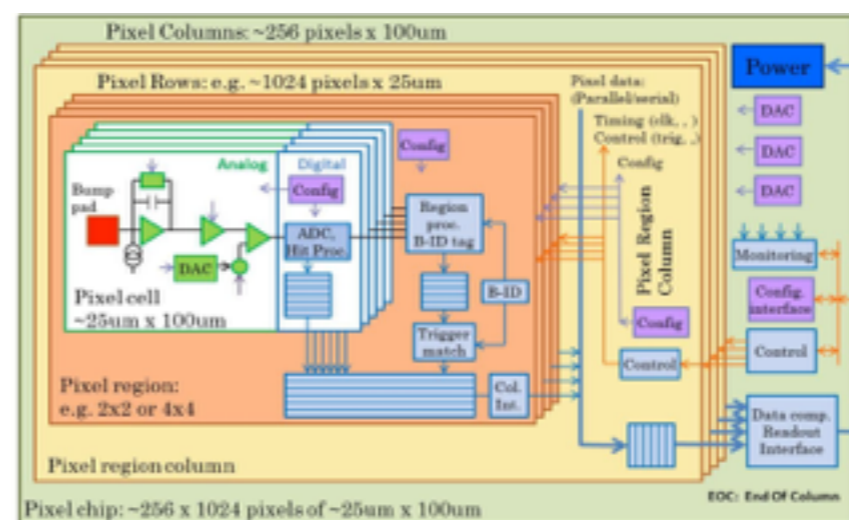 Pixel Columns: ~256 pixels x 100um
Pixel Rows: e.g. ~1024 pixels x 25um
Analog
Digital
Bump
pad
Config
ADC,
Hit Proc.
DAC
Pixel cell
~25um x 100um
Config
Region
proc.
B-ID tag
B-ID
Trigger
match
Pixel region:
e.g. 2x2 or 4x4
Col.
Int.
Pixel region column
Pixel data:
(Parallel/serial)
Timing (clk, , )
Control (trig, ,)
Config
Pixel Region
Column
Config
Control
Power
DAC
DAC
DAC
Monitoring
Config.
interface
Control
Data comp.
Readout
Interface
EOC: End Of Column
Pixel chip: ~256 x 1024 pixels of ~25um x 100um